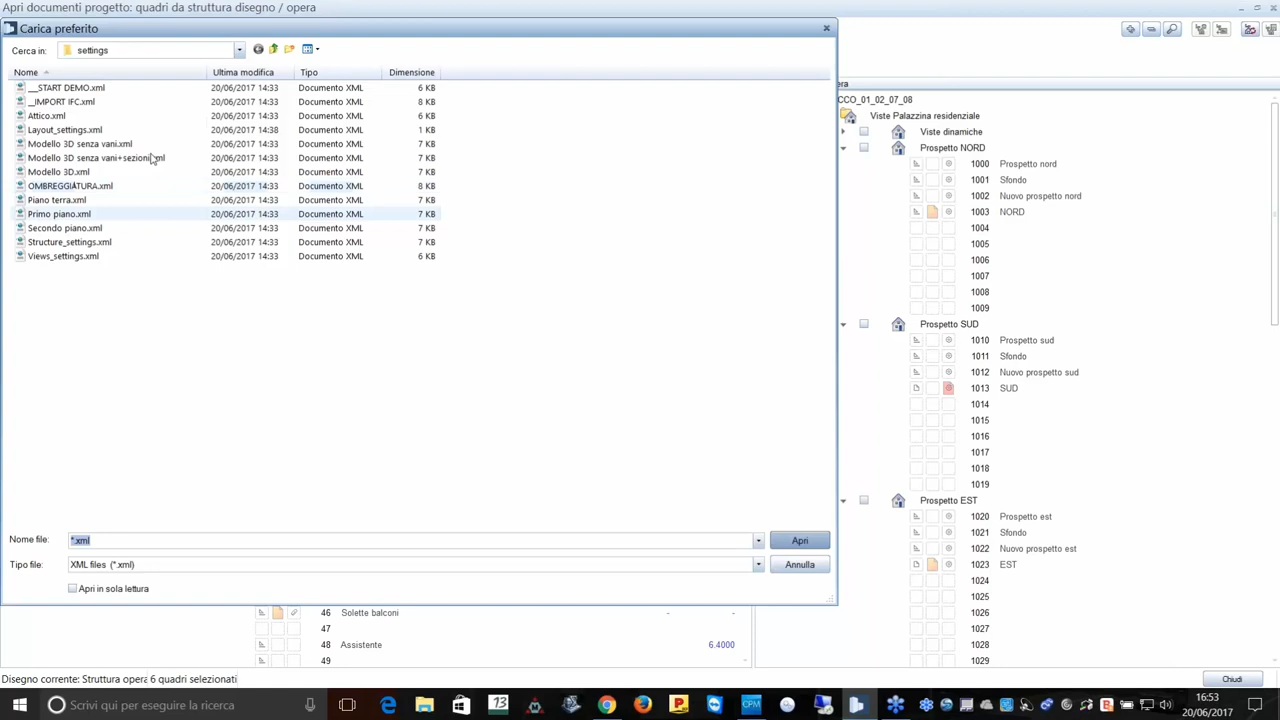 Apri documenti progetto: quadri da struttura disegno / opera
Carica preferito
Cerca in: settings
Nome Ultima modifica Tipo Dimensione
__START DEMO.xml 20/06/2017 14:33 Documento XML 6 KB
__IMPORT IFC.xml 20/06/2017 14:33 Documento XML 8 KB
Attico.xml 20/06/2017 14:33 Documento XML 7 KB
Layout_settings.xml 20/06/2017 14:38 Documento XML 1 KB
Modello 3D senza vani.xml 20/06/2017 14:33 Documento XML 7 KB
Modello 3D senza vani+sezioni.xml 20/06/2017 14:33 Documento XML 7 KB
Modello 3D.xml 20/06/2017 14:33 Documento XML 7 KB
OMBREGGIATURA.xml 20/06/2017 14:33 Documento XML 8 KB
Piano terra.xml 20/06/2017 14:33 Documento XML 7 KB
Primo piano.xml 20/06/2017 14:33 Documento XML 7 KB
Secondo piano.xml 20/06/2017 14:33 Documento XML 7 KB
Structure_settings.xml 20/06/2017 14:33 Documento XML 7 KB
Views_settings.xml 20/06/2017 14:33 Documento XML 6 KB
Nome file: *.xml Apri
Tipo file: XML files (*.xml) Annulla
Apri in sola lettura
era
CCO_01_02_07_08
Viste Palazzina residenziale
Viste dinamiche
Prospetto NORD
1000 Prospetto nord
1001 Sfondo
1002 Nuovo prospetto nord
1003 NORD
1004
1005
1006
1007
1008
1009
Prospetto SUD
1010 Prospetto sud
1011 Sfondo
1012 Nuovo prospetto sud
1013 SUD
1014
1015
1016
1017
1018
1019
Prospetto EST
1020 Prospetto est
1021 Sfondo
1022 Nuovo prospetto est
1023 EST
1024
1025
1026
1027
1028
1029
46 Solette balconi - -
47
48 Assistente 6.4000
49
Disegno corrente: Struttura opera 6 quadri selezionati
Chiudi
Scrivi qui per eseguire la ricerca
13
CPM
16:53
20/06/2017